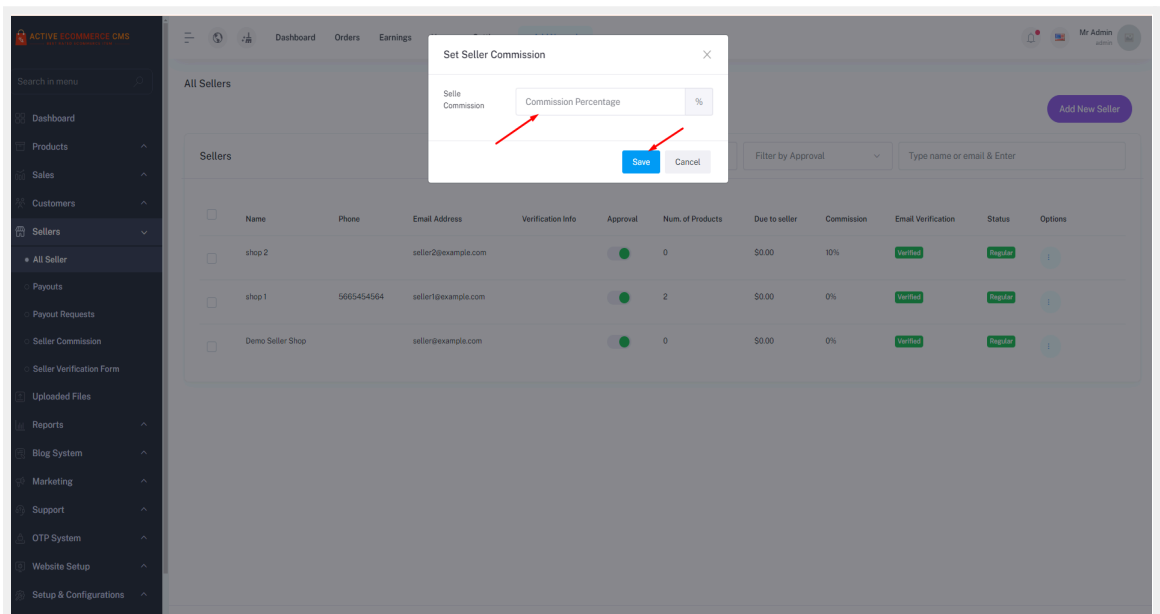 ACTIVE ECOMMERCE CMS
Dashboard Orders Earnings
Mr Admin
admin
Search in menu
Dashboard
Products
Sales
Customers
Sellers
All Seller
Payouts
Payout Requests
Seller Commission
Seller Verification Form
Uploaded Files
Reports
Blog System
Marketing
Support
OTP System
Website Setup
Setup & Configurations
Set Seller Commission
Selle
Commission
Commission Percentage %
Save Cancel
All Sellers
Add New Seller
Sellers Filter by Approval Type name or email & Enter
Name Phone Email Address Verification Info Approval Num. of Products Due to seller Commission Email Verification Status Options
shop 2 seller2@example.com 0 $0.00 10% Verified Regular
shop 1 5665454564 seller1@example.com 2 $0.00 0% Verified Regular
Demo Seller Shop seller@example.com 0 $0.00 0% Verified Regular